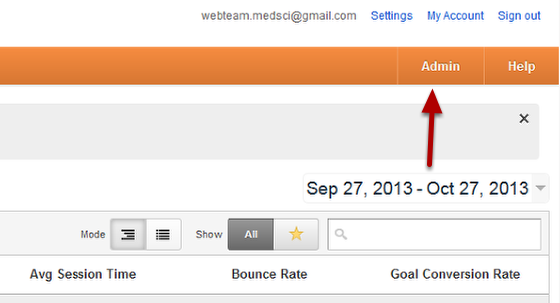 webteam.medsci@gmail.com Settings My Account Sign out
Admin Help
Sep 27, 2013 - Oct 27, 2013
Mode Show All
Avg Session Time Bounce Rate Goal Conversion Rate